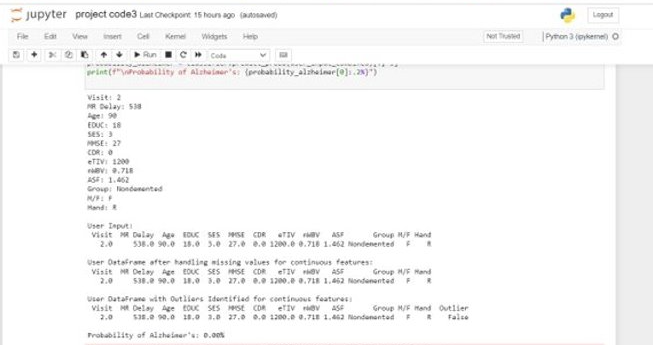 jupyter project code3 Last Checkpoint: 15 hours ago (autosaved)
Logout
File Edit View Insert Cell Kernel Widgets Help
Not Trusted
Python 3 (ipykernel)
Run
Code
print(f"\nProbability of Alzheimer's: {probability_alzheimer[0]:.2%}")
Visit: 2
MR Delay: 538
Age: 90
EDUC: 18
SES: 3
MMSE: 27
CDR: 0
eTIV: 1200
nWBV: 0.718
ASF: 1.462
Group: Nondemented
M/F: F
Hand: R
User Input:
Visit MR Delay Age EDUC SES MMSE CDR eTIV nWBV ASF Group M/F Hand
2.0 538.0 90.0 18.0 3.0 27.0 0.0 1200.0 0.718 1.462 Nondemented F R
User DataFrame after handling missing values for continuous features:
Visit MR Delay Age EDUC SES MMSE CDR eTIV nWBV ASF Group M/F Hand
2.0 538.0 90.0 18.0 3.0 27.0 0.0 1200.0 0.718 1.462 Nondemented F R
User DataFrame with Outliers Identified for continuous features:
Visit MR Delay Age EDUC SES MMSE CDR eTIV nWBV ASF Group M/F Hand Outlier
2.0 538.0 90.0 18.0 3.0 27.0 0.0 1200.0 0.718 1.462 Nondemented F R False
Probability of Alzheimer's: 0.00%